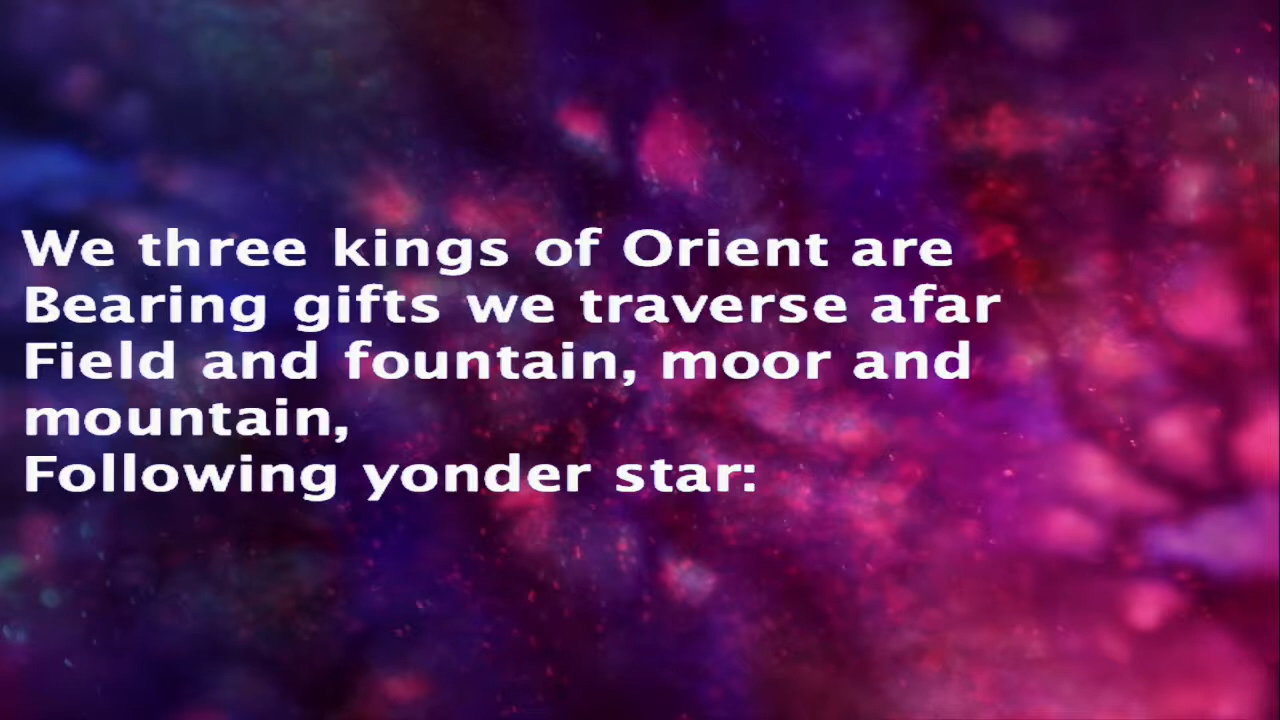 We three kings of Orient are
Bearing gifts we traverse afar
Field and fountain, moor and
mountain,
Following yonder star: